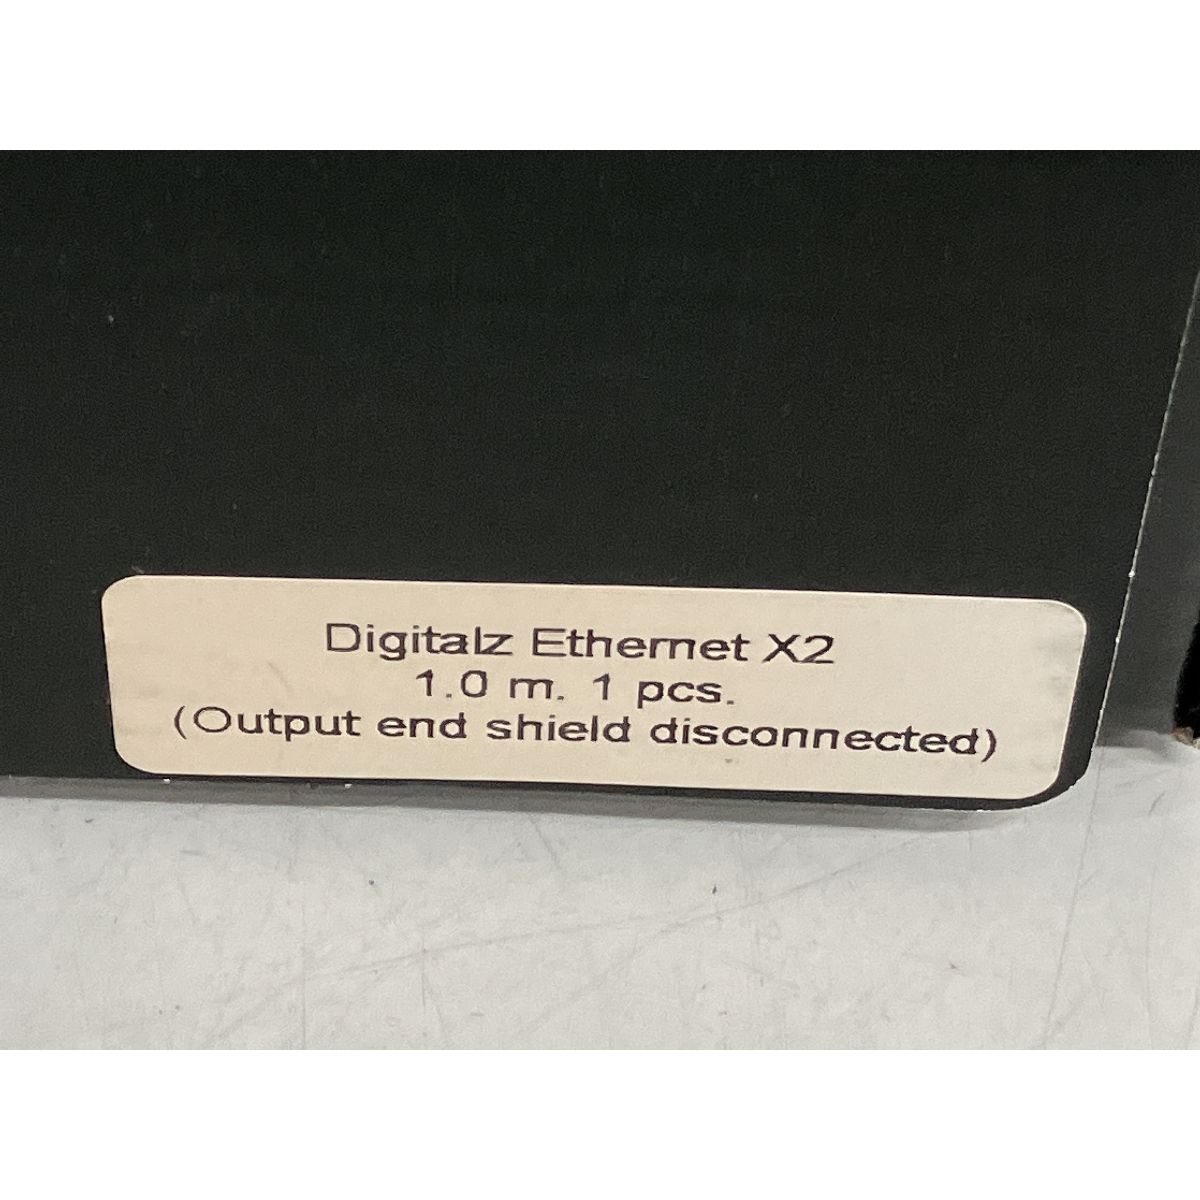 Digitalz Ethernet X2
1.0 m. 1 pcs.
(Output end shield disconnected)